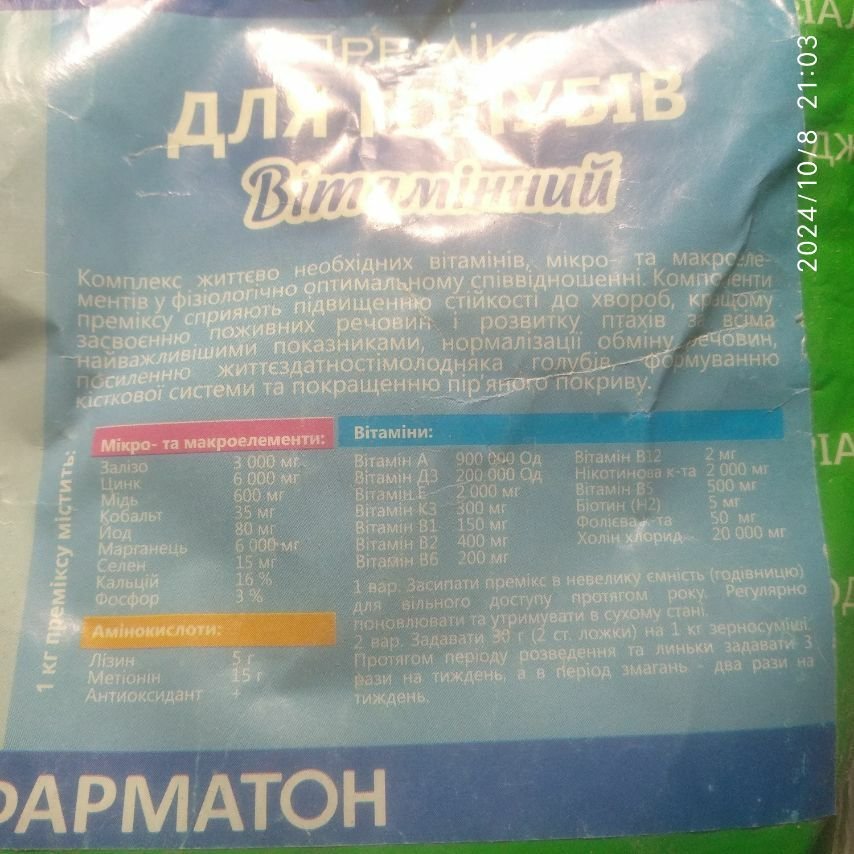 ПРЕМІКС
ДЛЯ ГОЛУБІВ
Вітамінний
Комплекс життєво необхідних вітамінів, мікро- та макроеле-
ментів у фізіологічно оптимальному співвідношенні. Компоненти
преміксу сприяють підвищенню стійкості до хвороб, кращому
засвоєнню поживних речовин і розвитку птахів за всіма
найважливішими показниками, нормалізації обміну речовин,
посиленню життєздатностімолодняка голубів, формуванню
кісткової системи та покращенню пір'яного покриву.
1 кг преміксу містить:
Мікро- та макроелементи:
Залізо 3 000 мг
Цинк 6 000 мг
Мідь 600 мг
Кобальт 35 мг
Йод 80 мг
Марганець 6 000 мг
Селен 15 мг
Кальцій 16 %
Фосфор 3 %
Амінокислоти:
Лізин 5 г
Метіонін 15 г
Антиоксидант +
Вітаміни:
Вітамін А 900 000 Од
Вітамін Д3 200 000 Од
Вітамін Е 2 000 мг
Вітамін К3 300 мг
Вітамін В1 150 мг
Вітамін В2 400 мг
Вітамін В6 200 мг
Вітамін В12 2 мг
Нікотинова к-та 2 000 мг
Вітамін В5 500 мг
Біотин (Н2) 5 мг
Фолієва к-та 50 мг
Холін хлорид 20 000 мг
1 вар. Засипати премікс в невелику ємність (годівницю)
для вільного доступу протягом року. Регулярно
поновлювати та утримувати в сухому стані.
2 вар. Задавати 30 г (2 ст. ложки) на 1 кг зерносуміші.
Протягом періоду розведення та линьки задавати 3
рази на тиждень, а в період змагань - два рази на
тиждень.
ФАРМАТОН
2024/10/8 21:03